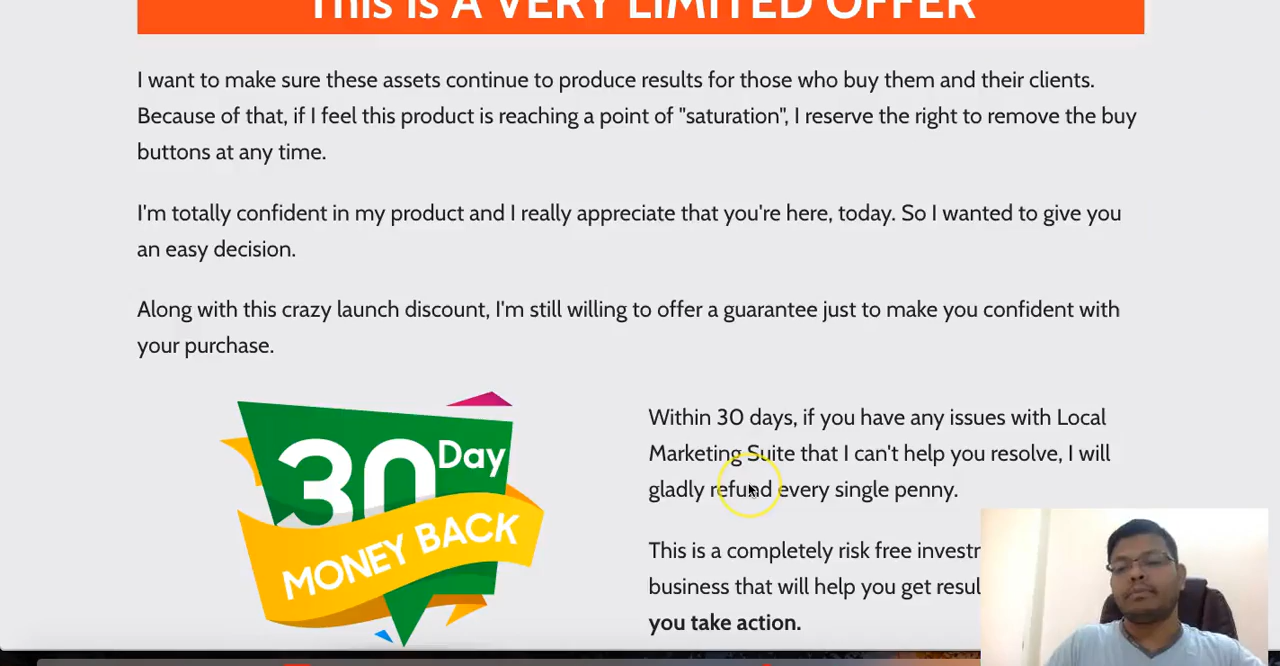 This is A VERY LIMITED OFFER
I want to make sure these assets continue to produce results for those who buy them and their clients.
Because of that, if I feel this product is reaching a point of "saturation", I reserve the right to remove the buy
buttons at any time.
I'm totally confident in my product and I really appreciate that you're here, today. So I wanted to give you
an easy decision.
Along with this crazy launch discount, I'm still willing to offer a guarantee just to make you confident with
your purchase.
30 Day
MONEY BACK
Within 30 days, if you have any issues with Local
Marketing Suite that I can't help you resolve, I will
gladly refund every single penny.
This is a completely risk free
business that will help you get
you take action.